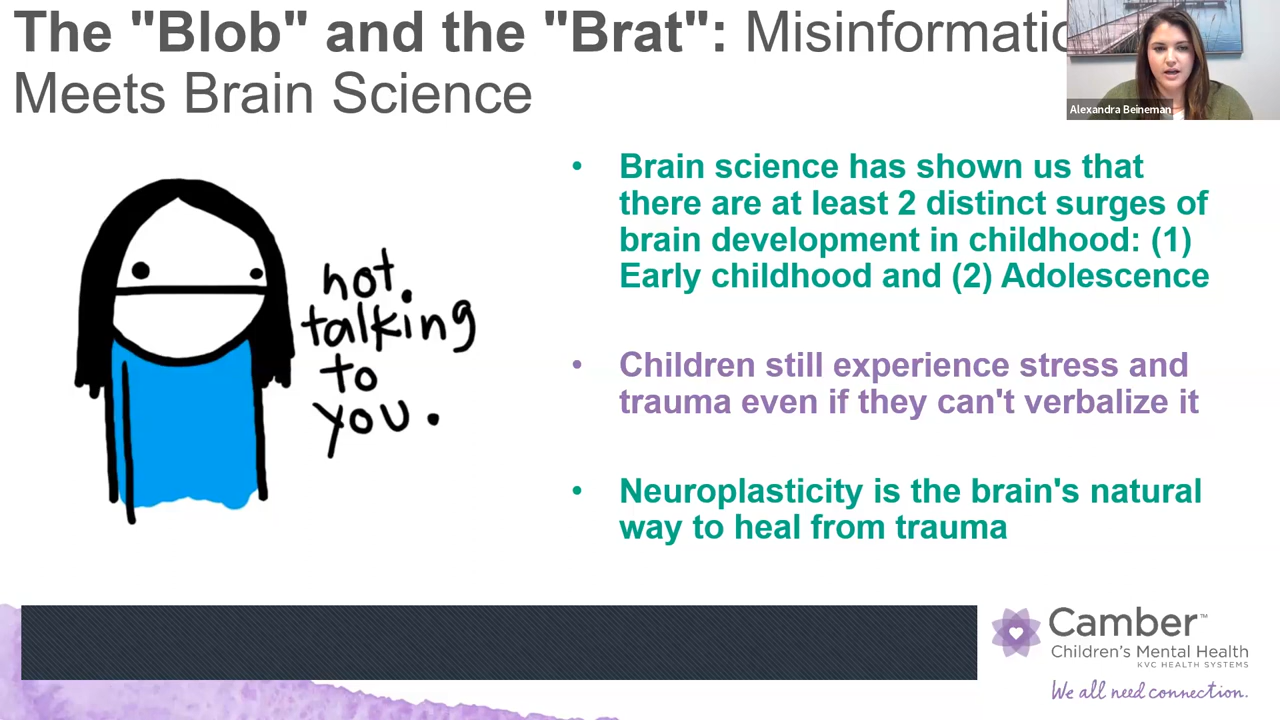 The "Blob" and the "Brat": Misinformatio
Meets Brain Science
Alexandra Beineman
• Brain science has shown us that
there are at least 2 distinct surges of
brain development in childhood: (1)
Early childhood and (2) Adolescence
not.
talking
to
you.
• Children still experience stress and
trauma even if they can't verbalize it
• Neuroplasticity is the brain's natural
way to heal from trauma
Camber™
Children's Mental Health
KVC HEALTH SYSTEMS
We all need connection.